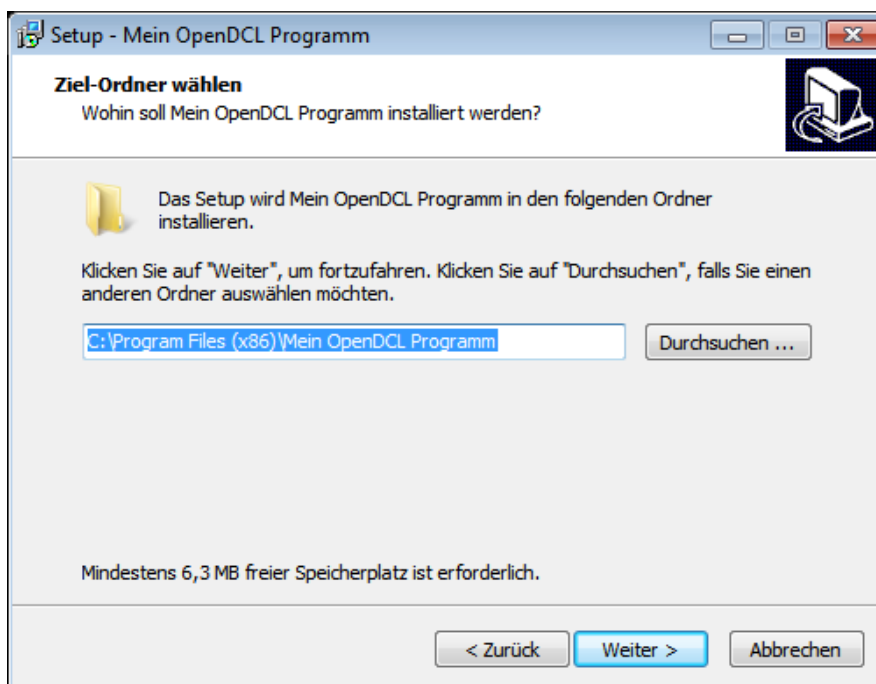 Setup - Mein OpenDCL Programm
Ziel-Ordner wählen
Wohin soll Mein OpenDCL Programm installiert werden?
Das Setup wird Mein OpenDCL Programm in den folgenden Ordner
installieren.
Klicken Sie auf "Weiter", um fortzufahren. Klicken Sie auf "Durchsuchen", falls Sie einen
anderen Ordner auswählen möchten.
C:\Program Files (x86)\Mein OpenDCL Programm
Durchsuchen ...
Mindestens 6,3 MB freier Speicherplatz ist erforderlich.
< Zurück
Weiter >
Abbrechen